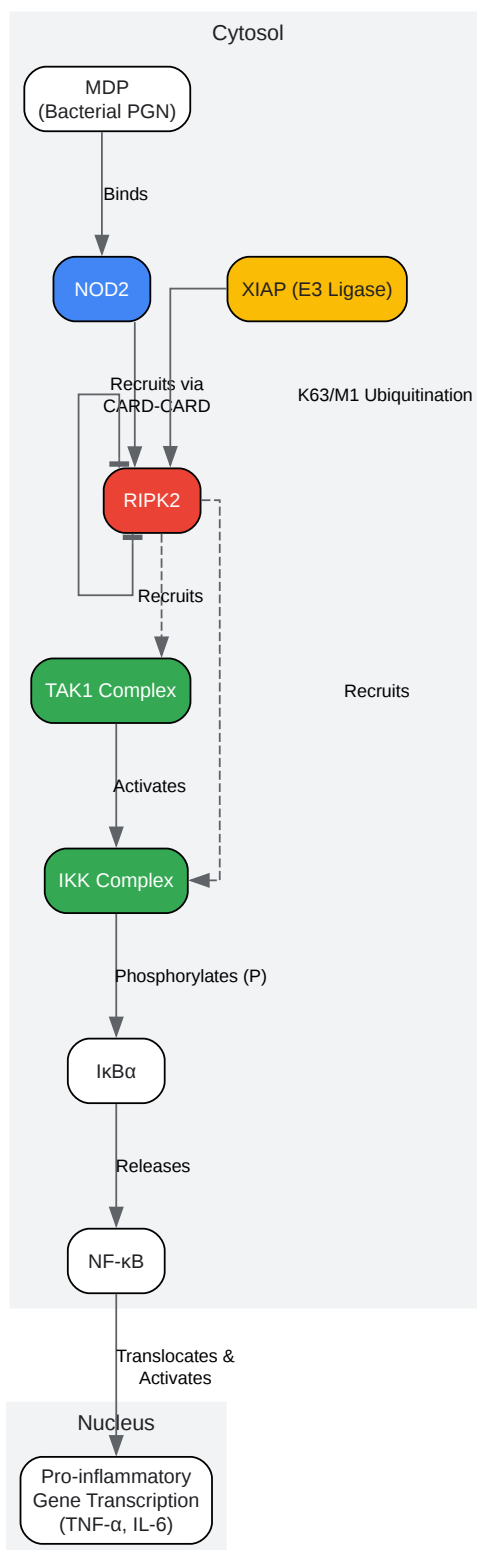 Cytosol
MDP
(Bacterial PGN)
Binds
NOD2
XIAP (E3 Ligase)
Recruits via
CARD-CARD
K63/M1 Ubiquitination
RIPK2
Recruits
TAK1 Complex
Recruits
Activates
IKK Complex
Phosphorylates (P)
IκBα
Releases
NF-κB
Translocates &
Activates
Nucleus
Pro-inflammatory
Gene Transcription
(TNF-α, IL-6)